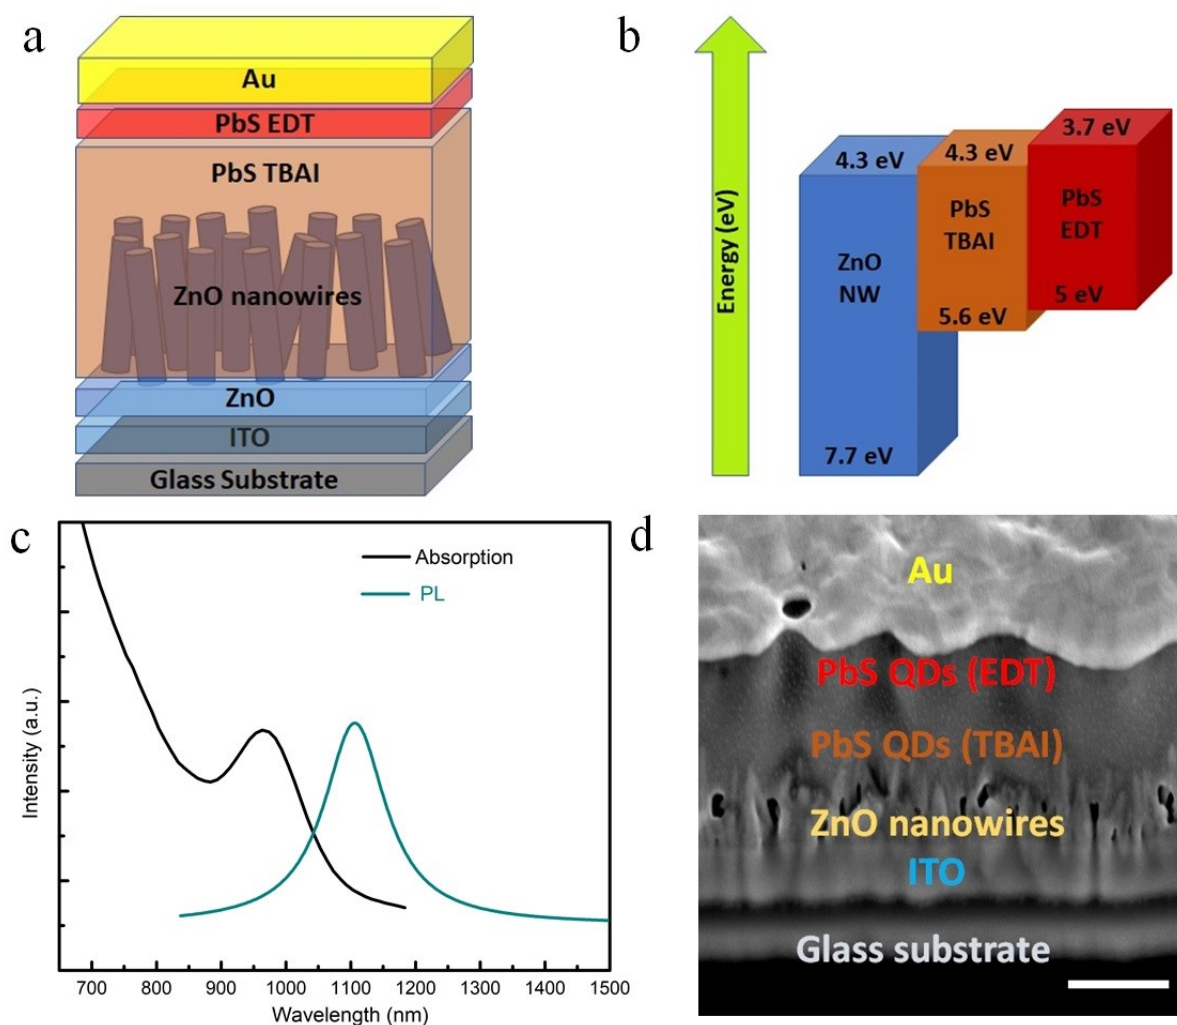 a
Au
PbS EDT
PbS TBAI
ZnO nanowires
ZnO
ITO
Glass Substrate
b
Energy (eV)
4.3 eV
4.3 eV
3.7 eV
ZnO
NW
PbS
TBAI
PbS
EDT
7.7 eV
5.6 eV
5 eV
c
Absorption
PL
Intensity (a.u.)
700 800 900 1000 1100 1200 1300 1400 1500
Wavelength (nm)
d
Au
PbS QDs (EDT)
PbS QDs (TBAI)
ZnO nanowires
ITO
Glass substrate